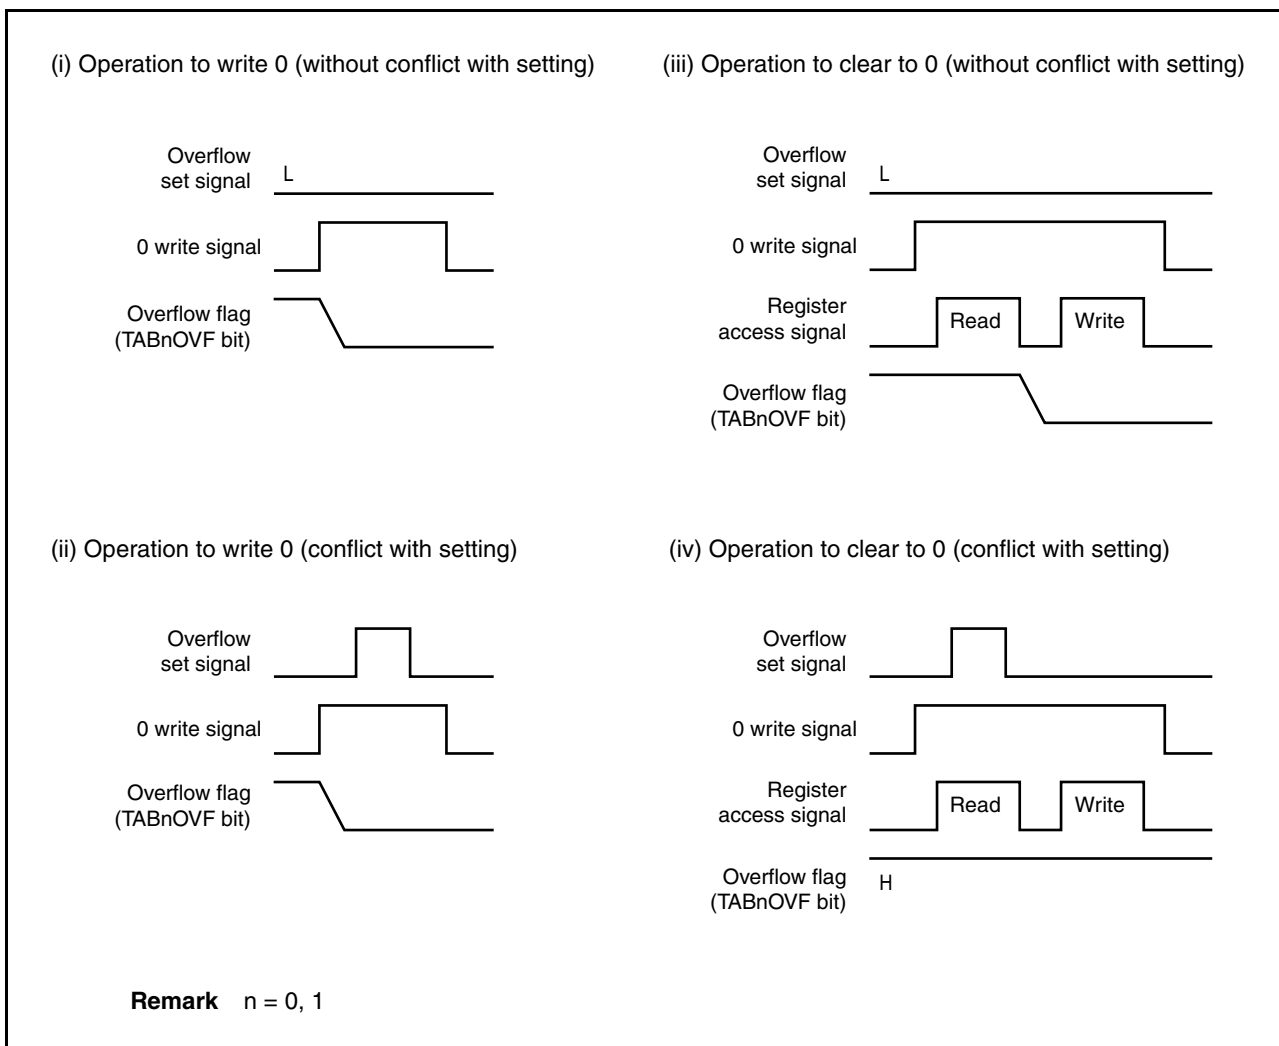 (i) Operation to write 0 (without conflict with setting)
Overflow
set signal
L
0 write signal
Overflow flag
(TABnOVF bit)
(iii) Operation to clear to 0 (without conflict with setting)
Overflow
set signal
L
0 write signal
Register
access signal
Read
Write
Overflow flag
(TABnOVF bit)
(ii) Operation to write 0 (conflict with setting)
Overflow
set signal
0 write signal
Overflow flag
(TABnOVF bit)
(iv) Operation to clear to 0 (conflict with setting)
Overflow
set signal
0 write signal
Register
access signal
Read
Write
Overflow flag
(TABnOVF bit)
H
Remark n = 0, 1